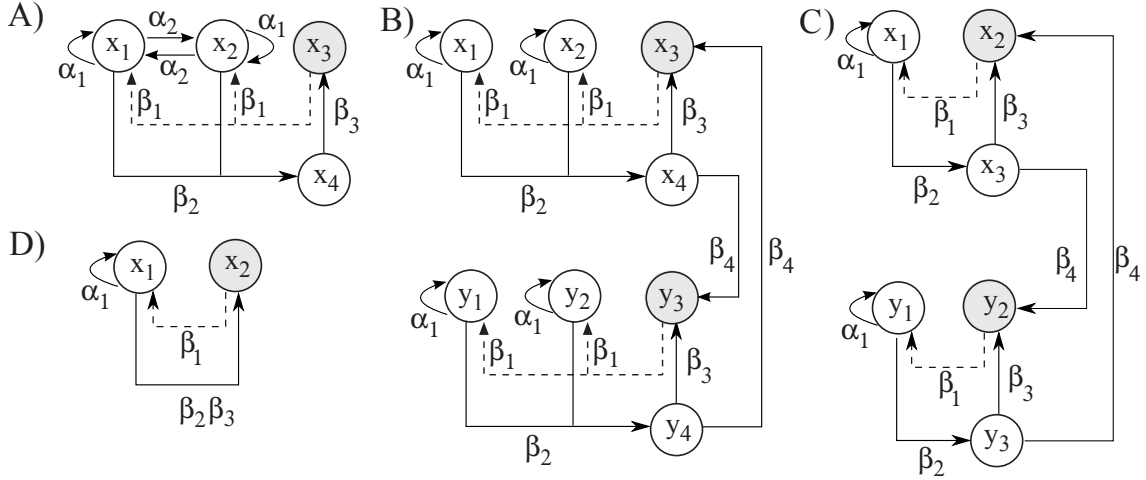 A)
x₁ α₂ x₂ α₁ x₃
α₁ α₂
β₁ β₁ β₃
x₄
β₂
B)
x₁ x₂ x₃
α₁ α₁
β₁ β₁ β₃
x₄
β₂
β₄ β₄
y₁ y₂ y₃
α₁ α₁
β₁ β₁ β₃
y₄
β₂
C)
x₁ x₂
α₁
β₁ β₃
x₃
β₂
β₄ β₄
y₁ y₂
α₁
β₁ β₃
y₃
β₂
D)
x₁ x₂
α₁
β₁
β₂β₃